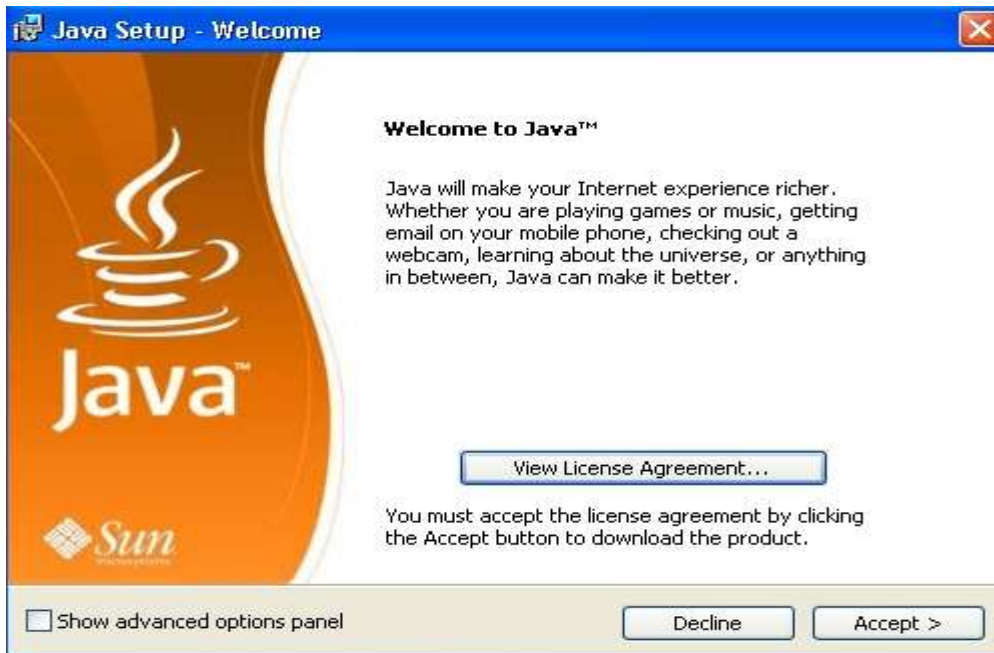 Java Setup - Welcome
Welcome to Java™
Java will make your Internet experience richer.
Whether you are playing games or music, getting
email on your mobile phone, checking out a
webcam, learning about the universe, or anything
in between, Java can make it better.
Java™
View License Agreement...
You must accept the license agreement by clicking
the Accept button to download the product.
Sun
microsystems
Show advanced options panel
Decline
Accept >